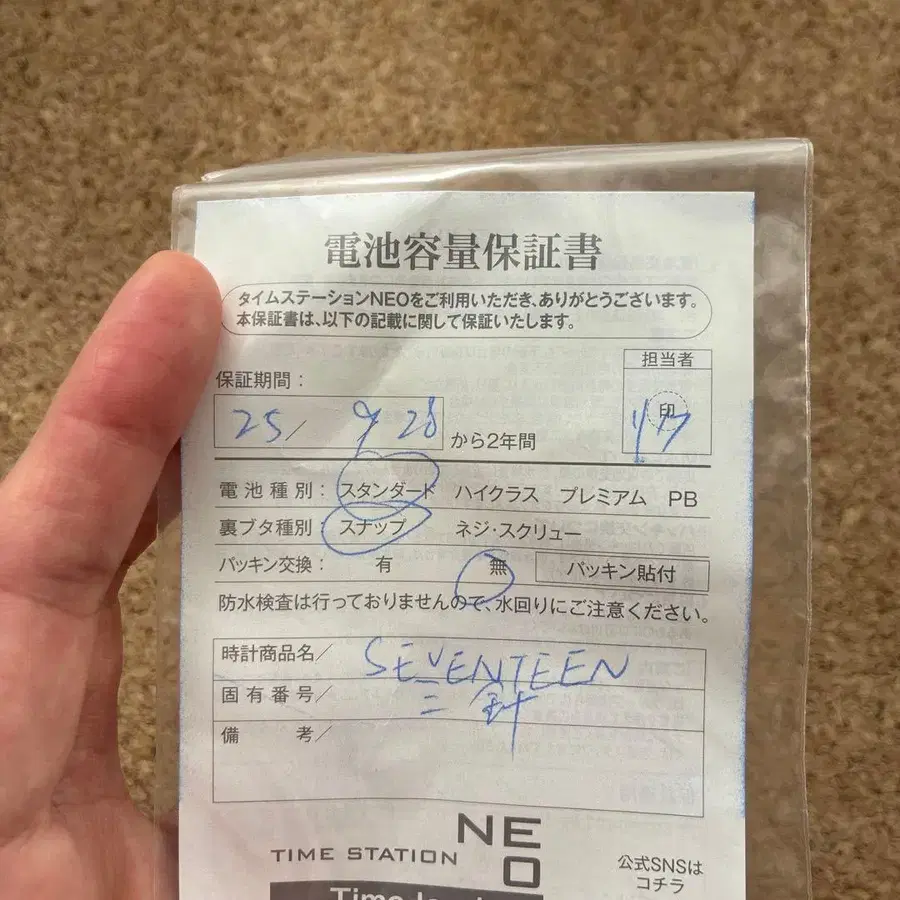 電池容量保証書
タイムステーションNEOをご利用いただき、ありがとうございます。
本保証書は、以下の記載に関して保証いたします。
担当者
印
保証期間：
25/ 9 28 から2年間
電池種別： スタンダード ハイクラス プレミアム PB
裏ブタ種別： スナップ ネジ・スクリュー
パッキン交換： 有 無 パッキン貼付
防水検査は行っておりませんので、水回りにご注意ください。
時計商品名／ SEVENTEEN
固有番号／ 三針
備考／
TIME STATION NEO
公式SNSは
コチラ